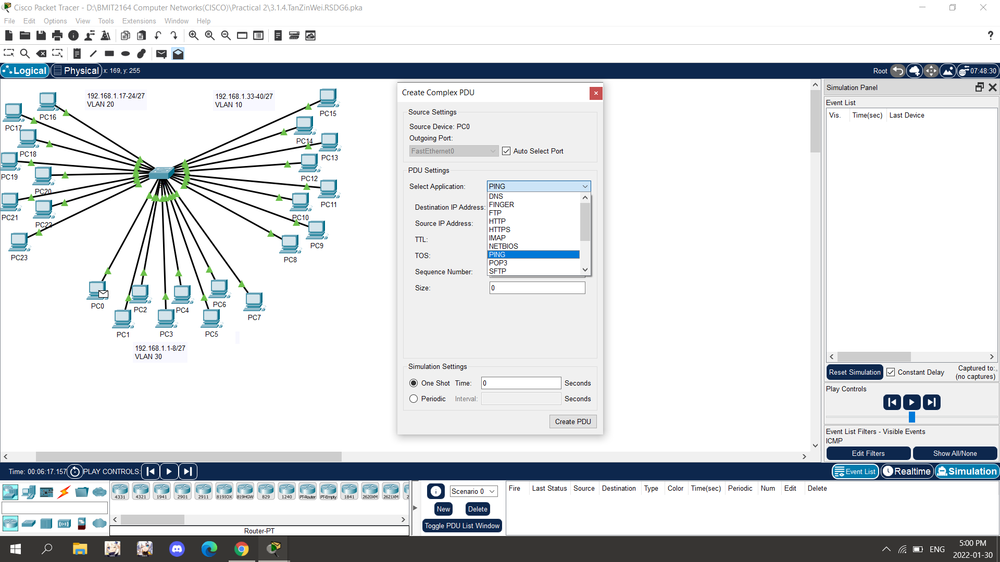 Cisco Packet Tracer - D:\BMIT2164 Computer Networks(CISCO)\Practical 2\3.1.4.TanZinWei.RSDG6.pka
File Edit Options View Tools Extensions Window Help
?
Logical Physical x: 169, y: 255
Root 07:48:30
192.168.1.17-24/27
VLAN 20
192.168.1.33-40/27
VLAN 10
PC16
PC15
PC17
PC14
PC18
PC13
PC19
PC12
PC20
PC11
PC21
PC10
PC22
PC9
PC23
PC8
PC0
PC2
PC4
PC6
PC7
PC1
PC3
PC5
192.168.1.1-8/27
VLAN 30
Create Complex PDU
Source Settings
Source Device: PC0
Outgoing Port:
FastEthernet0 Auto Select Port
PDU Settings
Select Application: PING
DNS
FINGER
FTP
HTTP
HTTPS
IMAP
NETBIOS
PING
POP3
SFTP
Destination IP Address:
Source IP Address:
TTL:
TOS:
Sequence Number:
Size: 0
Simulation Settings
One Shot Time: 0 Seconds
Periodic Interval: Seconds
Create PDU
Simulation Panel
Event List
Vis. Time(sec) Last Device
Reset Simulation Constant Delay Captured to:
(no captures)
Play Controls
Event List Filters - Visible Events
ICMP
Edit Filters Show All/None
Time: 00:06:17.157 PLAY CONTROLS:
Event List Realtime Simulation
4331 4321 1941 2901 2911 819IOX 819HGW 829 1240 PT-Router PT-Empty 1841 2620XM 2621XM
Router-PT
Scenario 0
New Delete
Toggle PDU List Window
Fire Last Status Source Destination Type Color Time(sec) Periodic Num Edit Delete
ENG
5:00 PM
2022-01-30